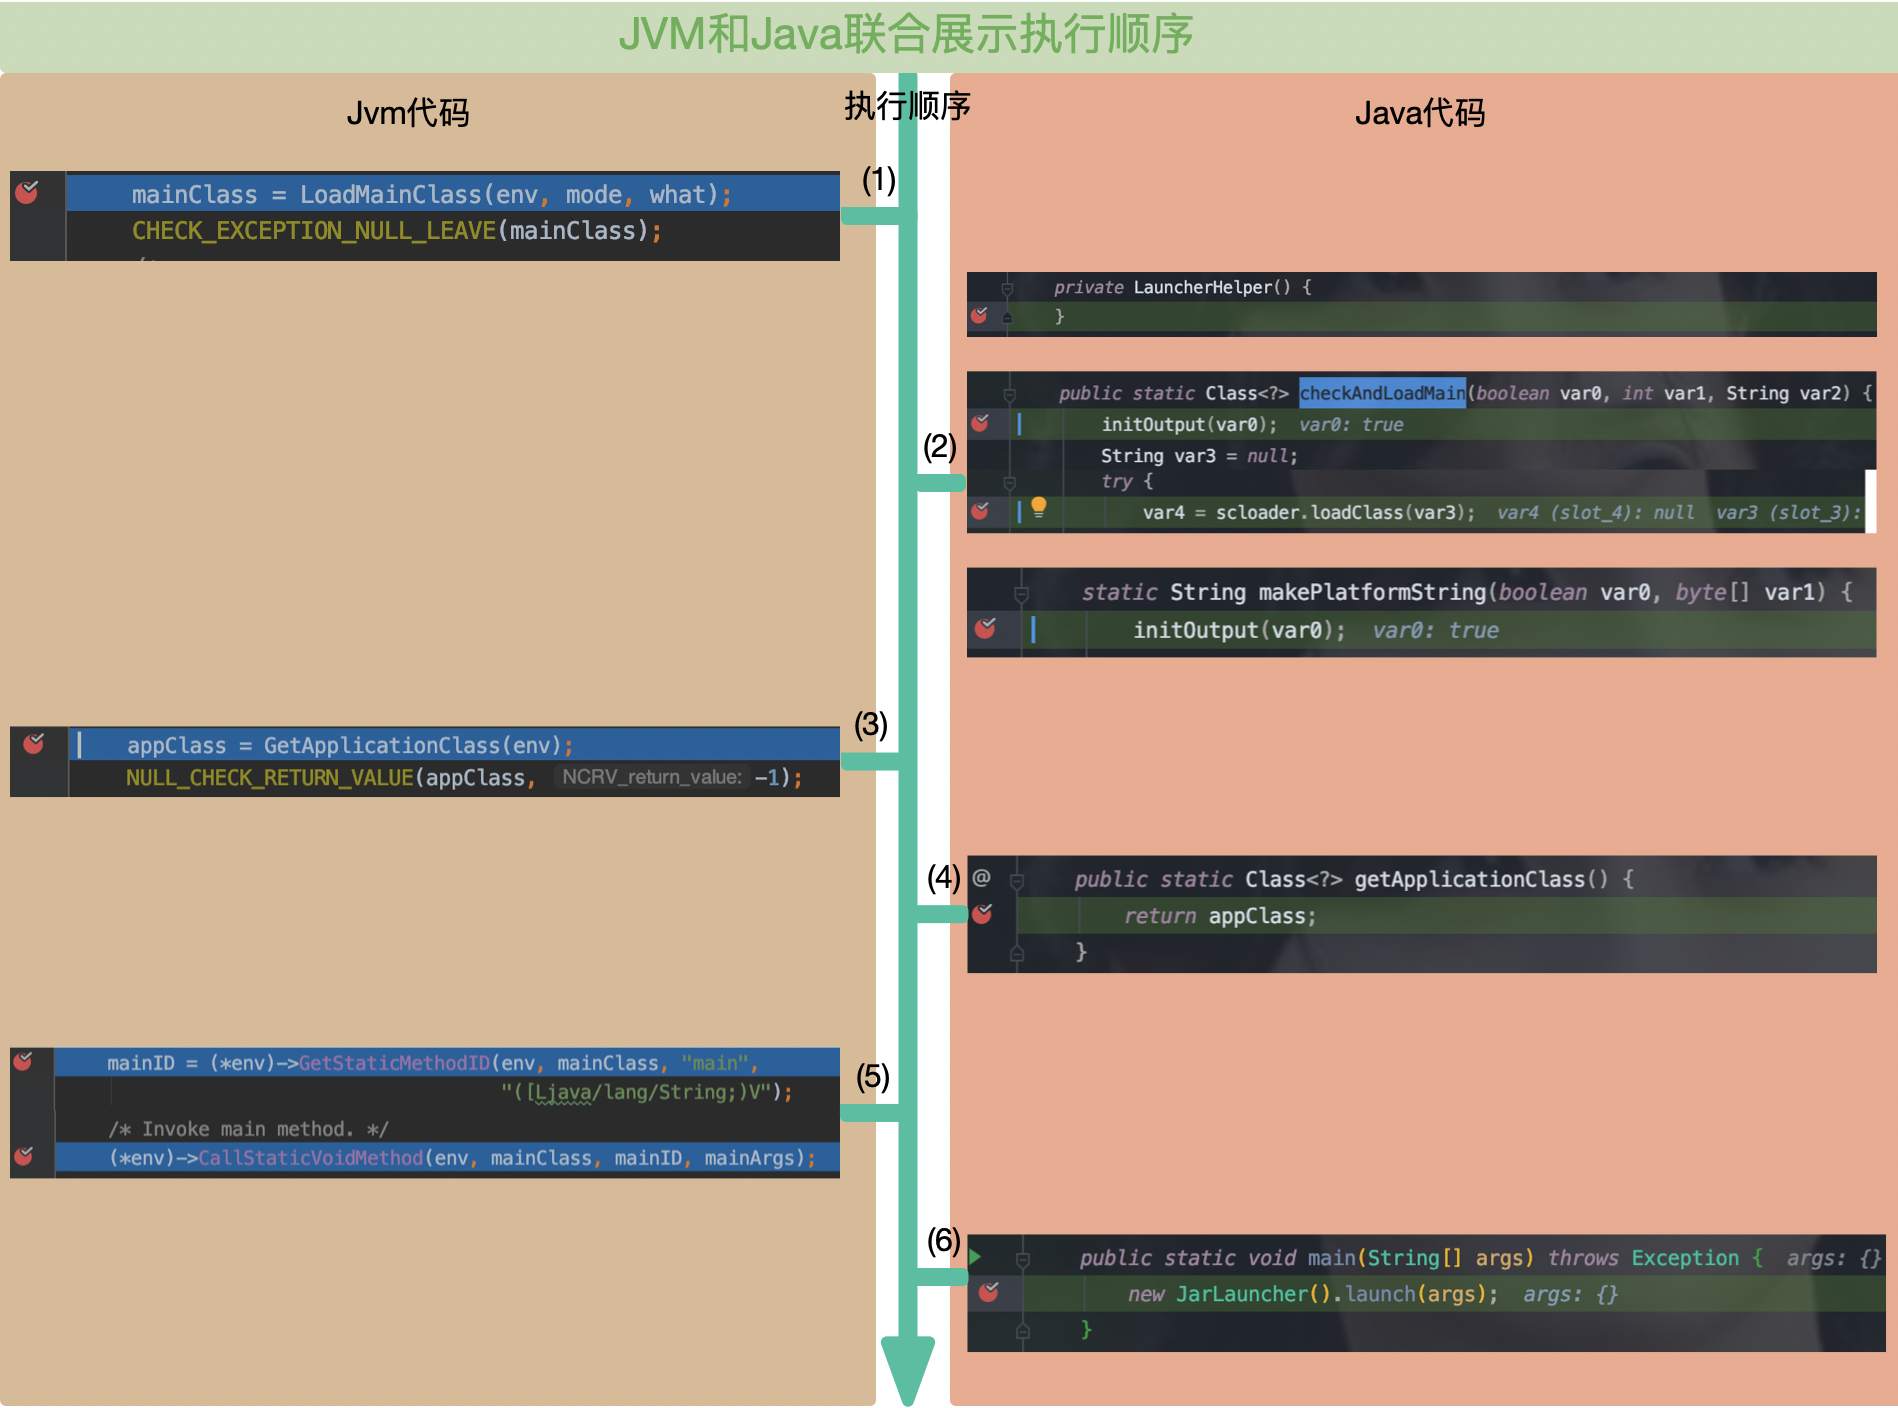 JVM和Java联合展示执行顺序
Jvm代码
执行顺序
Java代码
(1)
mainClass = LoadMainClass(env, mode, what);
CHECK_EXCEPTION_NULL_LEAVE(mainClass);
private LauncherHelper() {
}
(2)
public static Class<?> checkAndLoadMain(boolean var0, int var1, String var2) {
initOutput(var0);  var0: true
String var3 = null;
try {
var4 = scloader.loadClass(var3);  var4 (slot_4): null  var3 (slot_3):
static String makePlatformString(boolean var0, byte[] var1) {
initOutput(var0);  var0: true
(3)
appClass = GetApplicationClass(env);
NULL_CHECK_RETURN_VALUE(appClass, NCRV_return_value: -1);
(4)
@ public static Class<?> getApplicationClass() {
return appClass;
}
(5)
mainID = (*env)->GetStaticMethodID(env, mainClass, "main",
"([Ljava/lang/String;)V");
/* Invoke main method. */
(*env)->CallStaticVoidMethod(env, mainClass, mainID, mainArgs);
(6)
public static void main(String[] args) throws Exception {  args: {}
new JarLauncher().launch(args);  args: {}
}